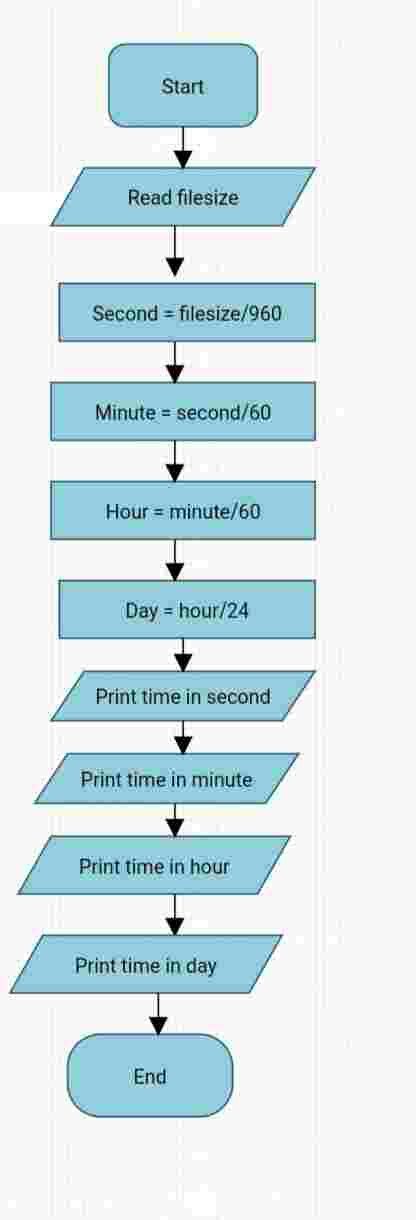 Start
Read filesize
Second = filesize/960
Minute = second/60
Hour = minute/60
Day = hour/24
Print time in second
Print time in minute
Print time in hour
Print time in day
End